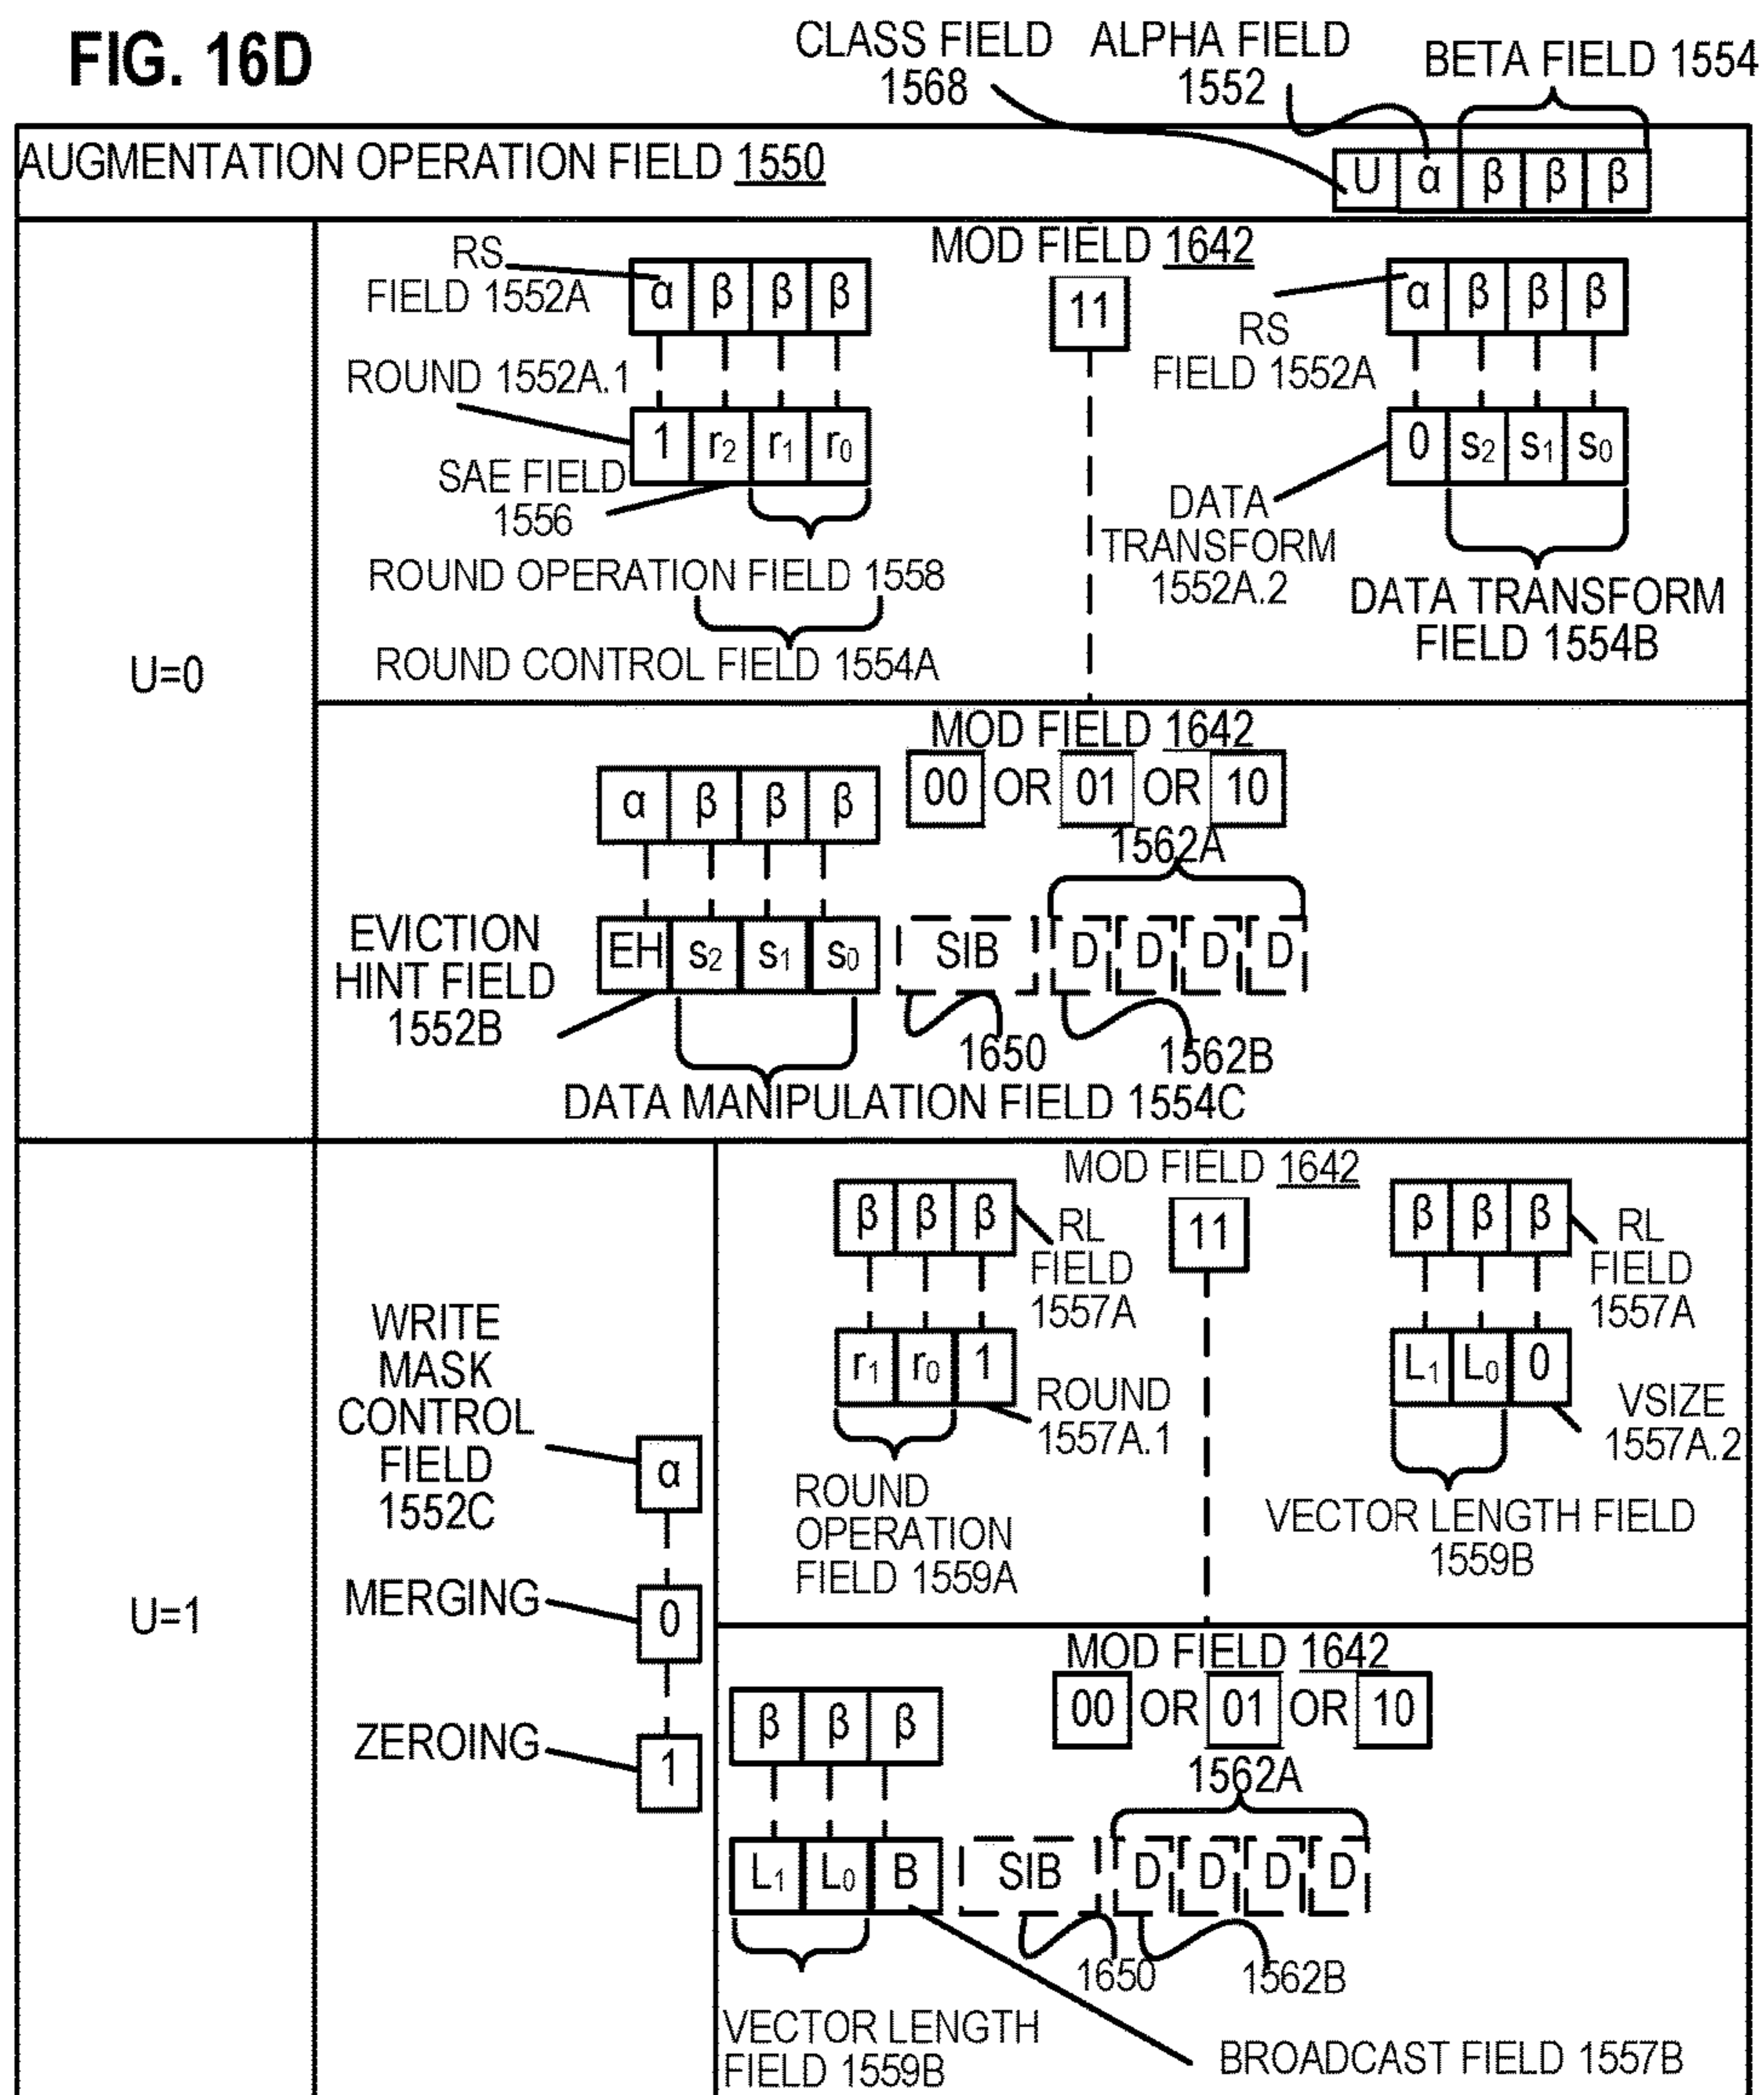 FIG. 16D
CLASS FIELD
1568
ALPHA FIELD
1552
BETA FIELD 1554
AUGMENTATION OPERATION FIELD 1550
U α β β β
U=0
MOD FIELD 1642
11
RS
FIELD 1552A
α β β β
ROUND 1552A.1
1 r2 r1 r0
SAE FIELD
1556
ROUND OPERATION FIELD 1558
ROUND CONTROL FIELD 1554A
α β β β
RS
FIELD 1552A
0 s2 s1 s0
DATA
TRANSFORM
1552A.2
DATA TRANSFORM
FIELD 1554B
MOD FIELD 1642
00 OR 01 OR 10
α β β β
1562A
EVICTION
HINT FIELD
1552B
EH s2 s1 s0 SIB D D D D
1650
1562B
DATA MANIPULATION FIELD 1554C
U=1
WRITE
MASK
CONTROL
FIELD
1552C
α
MERGING
0
ZEROING
1
MOD FIELD 1642
11
β β β
RL
FIELD
1557A
r1 r0 1
ROUND
1557A.1
ROUND
OPERATION
FIELD 1559A
β β β
RL
FIELD
1557A
L1 L0 0
VSIZE
1557A.2
VECTOR LENGTH FIELD
1559B
MOD FIELD 1642
00 OR 01 OR 10
β β β
1562A
L1 L0 B SIB D D D D
1650
1562B
VECTOR LENGTH
FIELD 1559B
BROADCAST FIELD 1557B